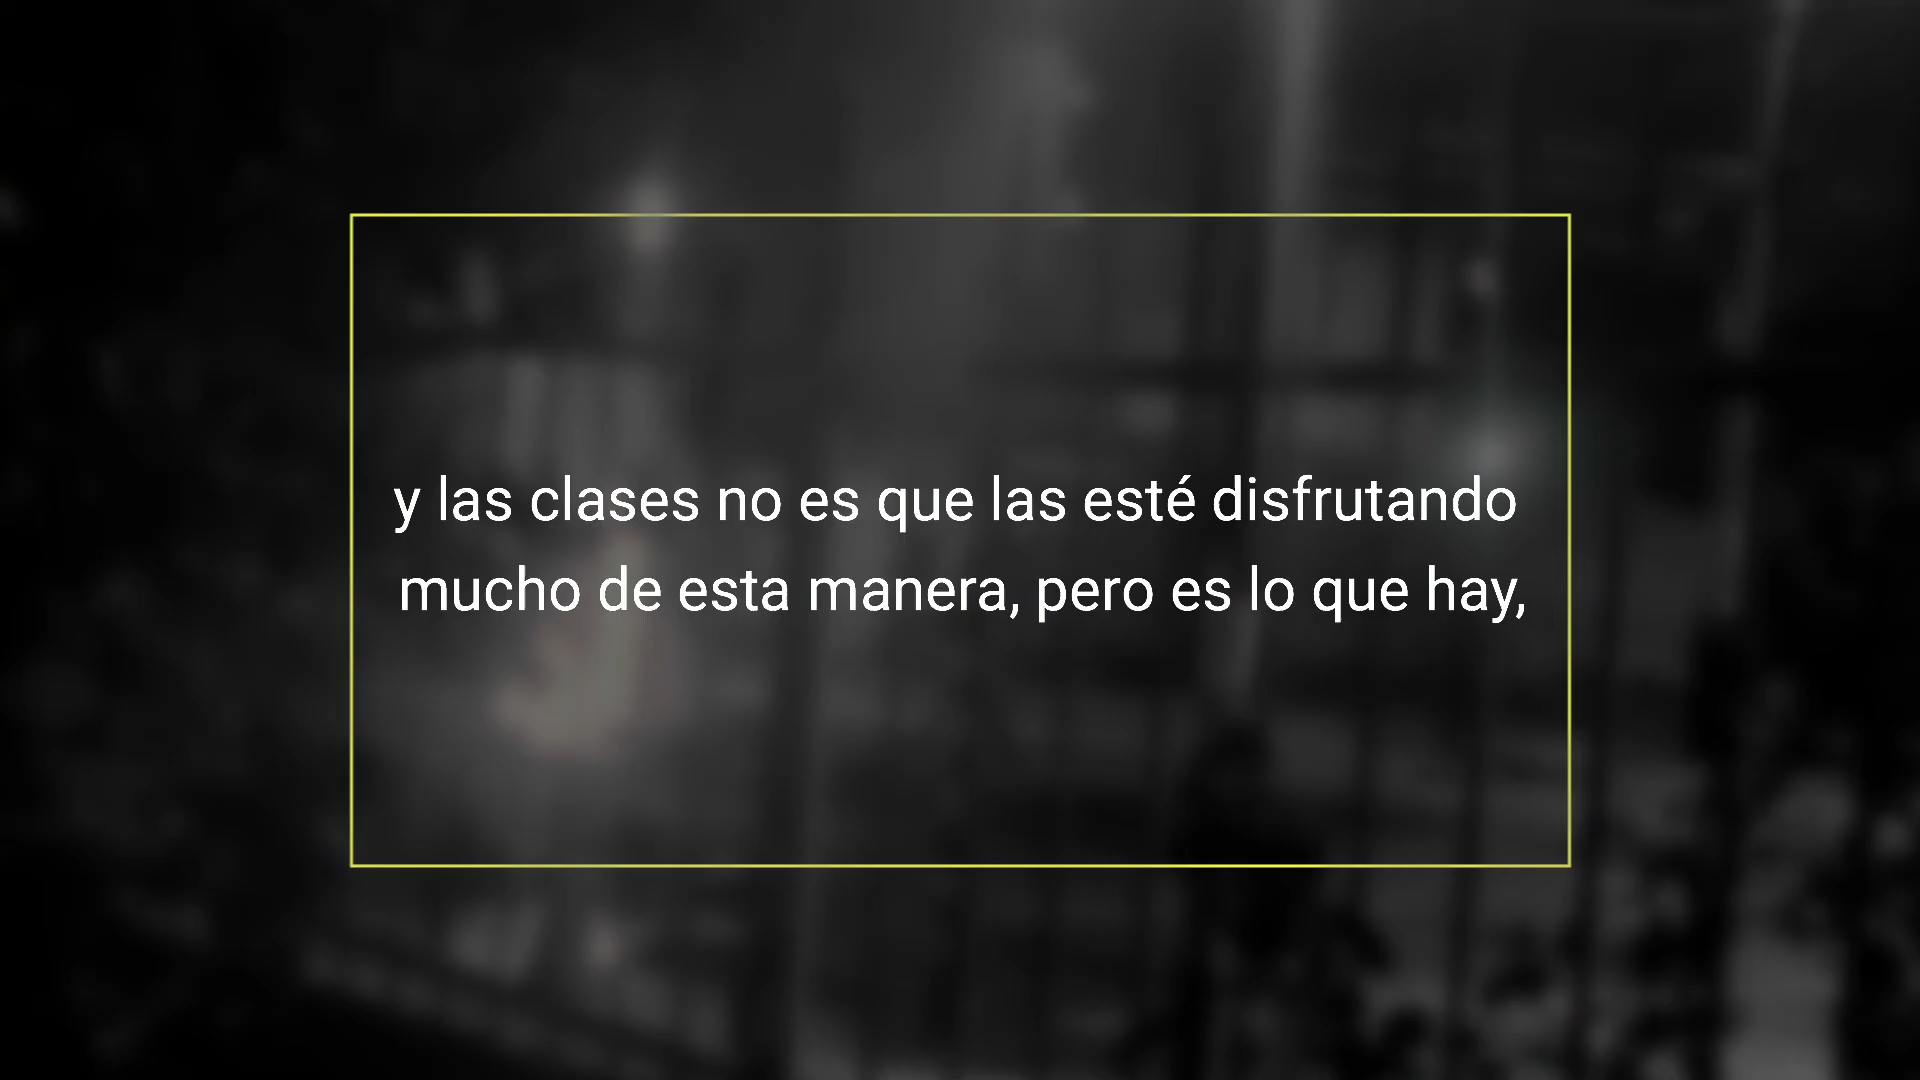 y las clases no es que las esté disfrutando
mucho de esta manera, pero es lo que hay,